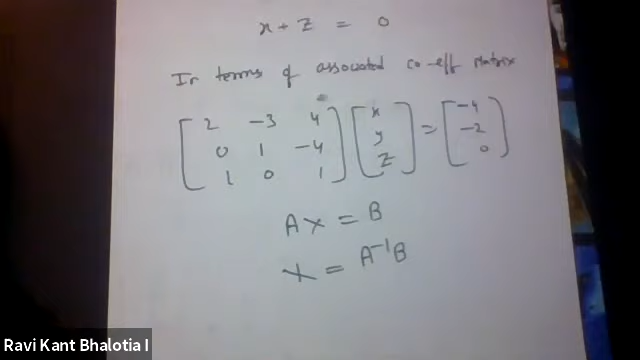 x + z = 0
In terms of associated co-eff Matrix
[ 2 -3 4 ] [ x ] = [ -4 ]
[ 0 1 -4 ] [ y ] [ -2 ]
[ 1 0 1 ] [ z ] [ 0 ]
AX = B
X = A⁻¹B
Ravi Kant Bhalotia I